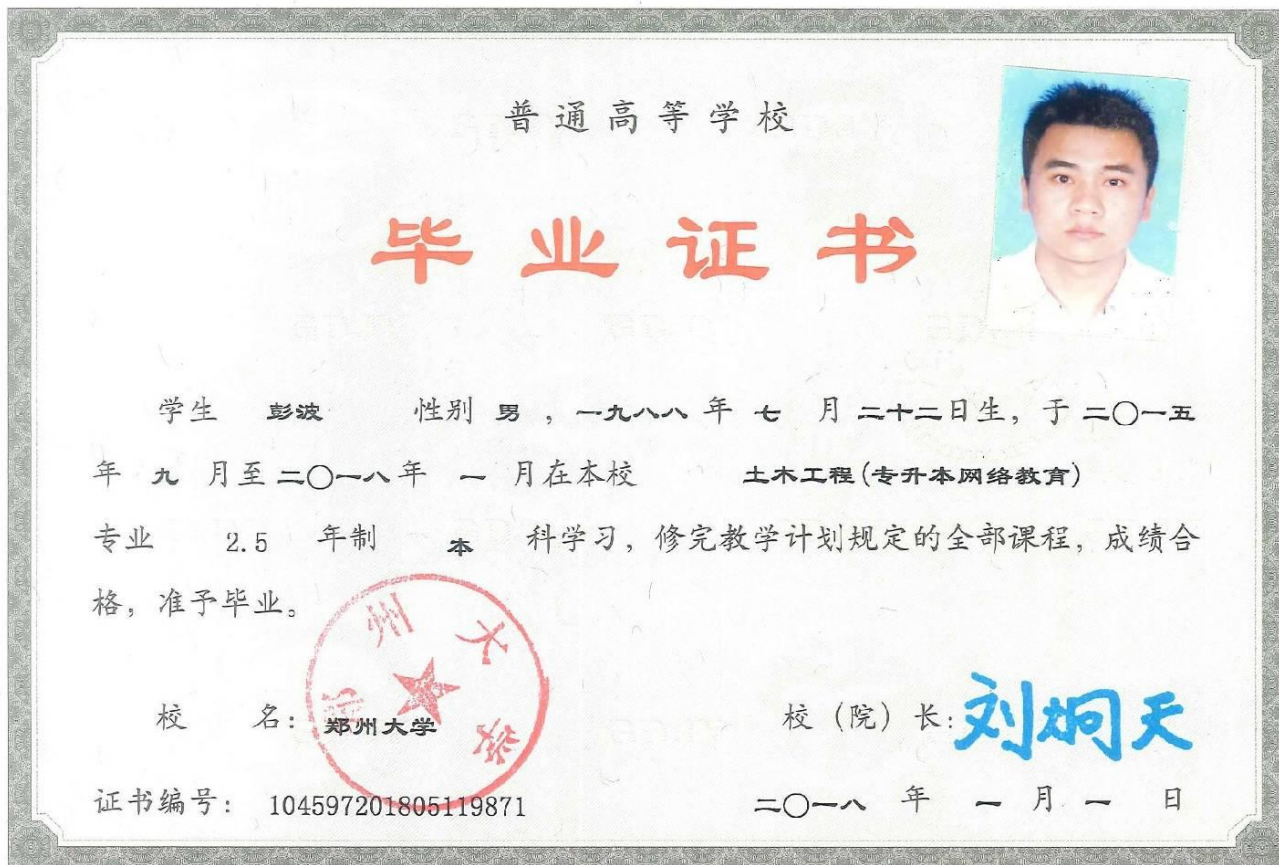 普通高等学校
毕业证书
学生 彭波 性别 男 ，一九八八 年 七 月 二十二日生，于 二〇一五
年 九 月至 二〇一八年 一 月在本校 土木工程(专升本网络教育)
专业 2.5 年制 本 科学习，修完教学计划规定的全部课程，成绩合
格，准予毕业。
郑州大学
校 名：郑州大学 校（院）长：刘炯天
证书编号： 104597201805119871 二〇一八 年 一 月 一 日